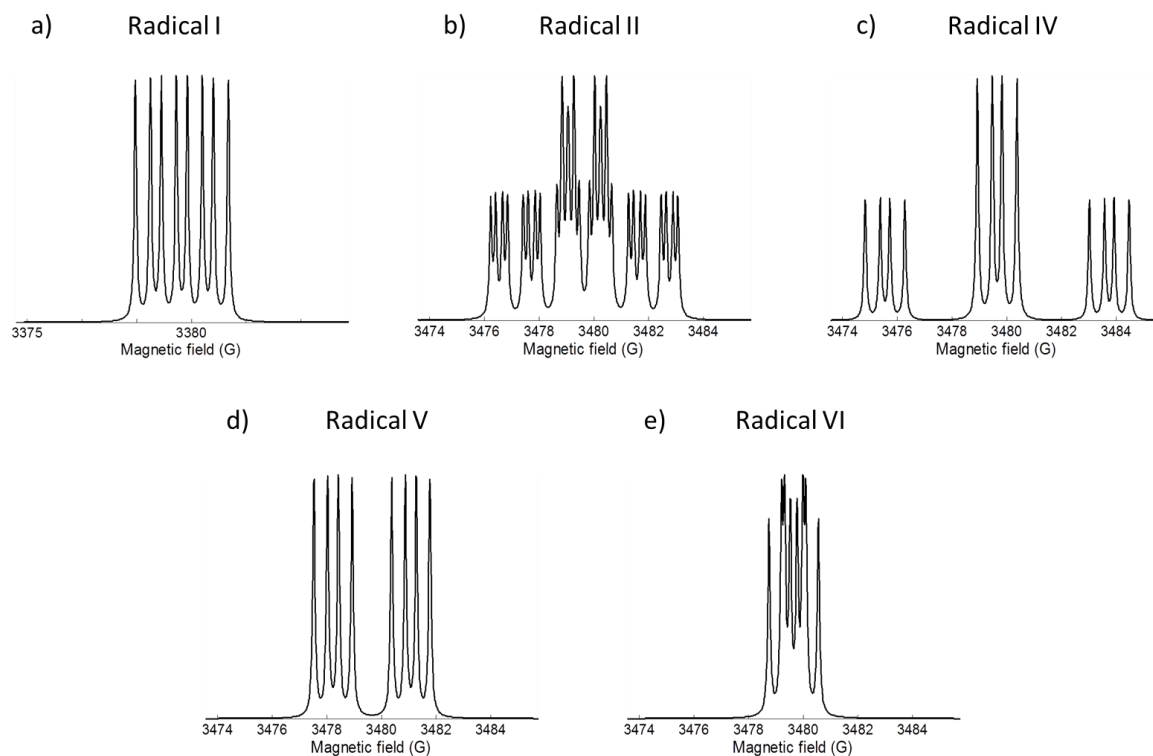 a) Radical I
b) Radical II
c) Radical IV
3375 3380
Magnetic field (G)
3474 3476 3478 3480 3482 3484
Magnetic field (G)
3474 3476 3478 3480 3482 3484
Magnetic field (G)
d) Radical V
e) Radical VI
3474 3476 3478 3480 3482 3484
Magnetic field (G)
3474 3476 3478 3480 3482 3484
Magnetic field (G)